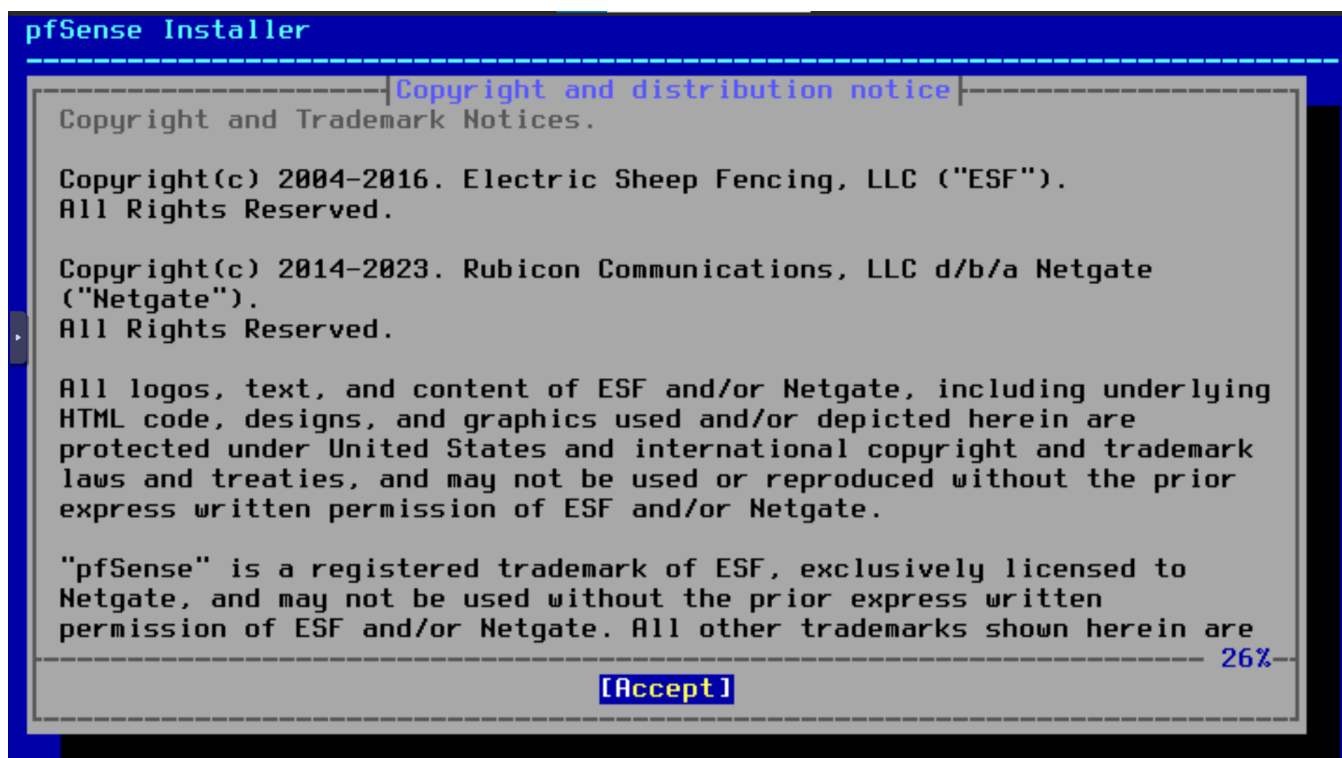 pfSense Installer
Copyright and distribution notice
Copyright and Trademark Notices.
Copyright(c) 2004-2016. Electric Sheep Fencing, LLC ("ESF").
All Rights Reserved.
Copyright(c) 2014-2023. Rubicon Communications, LLC d/b/a Netgate
("Netgate").
All Rights Reserved.
All logos, text, and content of ESF and/or Netgate, including underlying
HTML code, designs, and graphics used and/or depicted herein are
protected under United States and international copyright and trademark
laws and treaties, and may not be used or reproduced without the prior
express written permission of ESF and/or Netgate.
"pfSense" is a registered trademark of ESF, exclusively licensed to
Netgate, and may not be used without the prior express written
permission of ESF and/or Netgate. All other trademarks shown herein are
26%
[Accept]